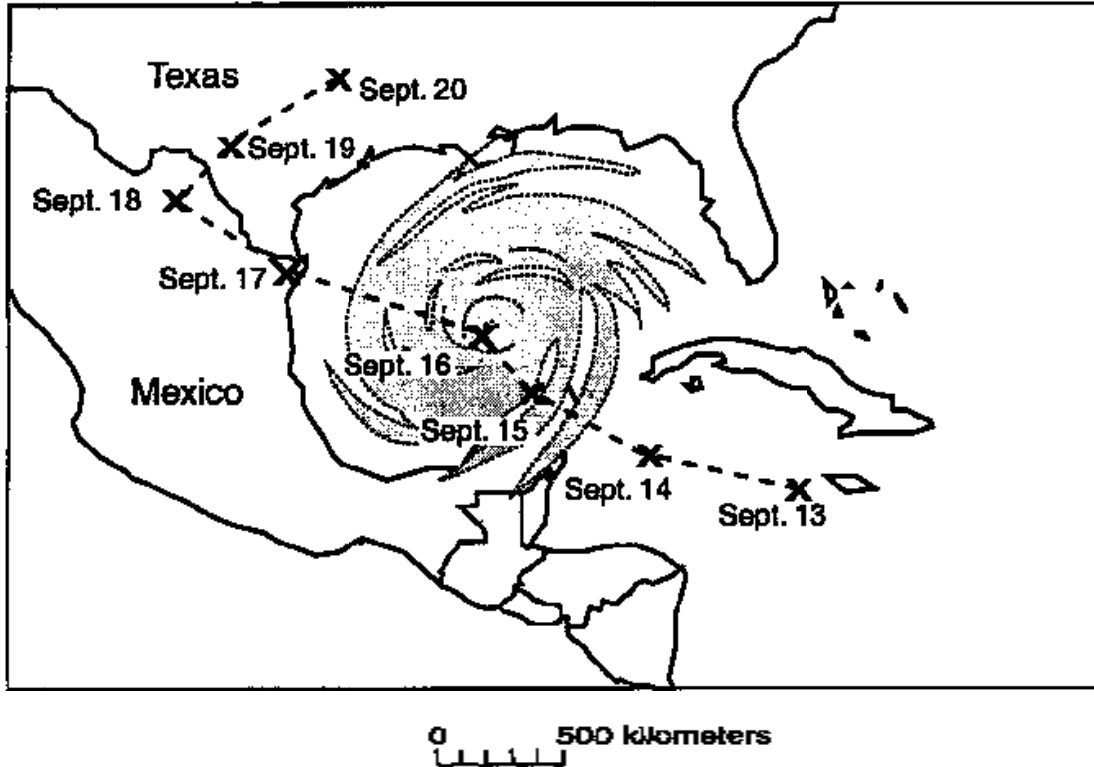 Texas
Sept. 20
Sept. 19
Sept. 18
Sept. 17
Sept. 16
Mexico
Sept. 15
Sept. 14
Sept. 13
0 500 kilometers